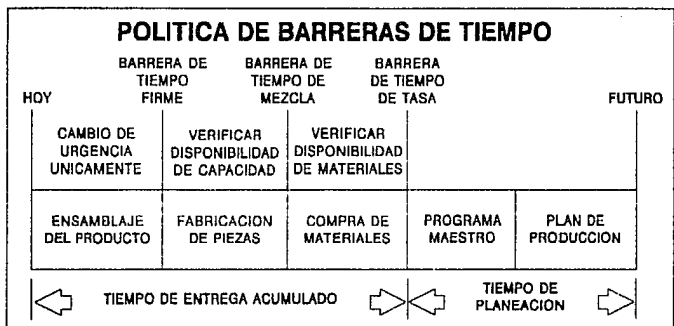 POLITICA DE BARRERAS DE TIEMPO
HOY
BARRERA DE
TIEMPO
FIRME
BARRERA DE
TIEMPO DE
MEZCLA
BARRERA
DE TIEMPO
DE TASA
FUTURO
CAMBIO DE
URGENCIA
UNICAMENTE
VERIFICAR
DISPONIBILIDAD
DE CAPACIDAD
VERIFICAR
DISPONIBILIDAD
DE MATERIALES
ENSAMBLAJE
DEL PRODUCTO
FABRICACION
DE PIEZAS
COMPRA DE
MATERIALES
PROGRAMA
MAESTRO
PLAN DE
PRODUCCION
TIEMPO DE ENTREGA ACUMULADO
TIEMPO DE
PLANEACION